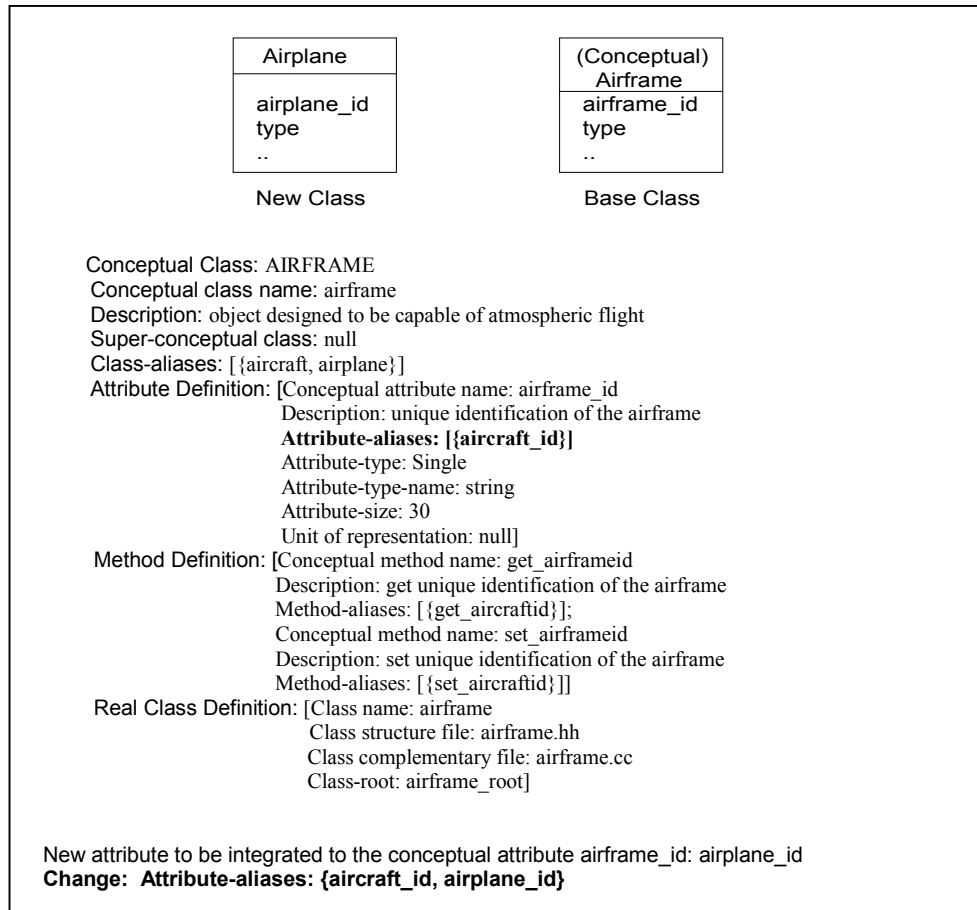 Airplane
airplane_id
type
..
New Class
(Conceptual)
Airframe
airframe_id
type
..
Base Class
Conceptual Class: AIRFRAME
Conceptual class name: airframe
Description: object designed to be capable of atmospheric flight
Super-conceptual class: null
Class-aliases: [{aircraft, airplane}]
Attribute Definition: [Conceptual attribute name: airframe_id
Description: unique identification of the airframe
Attribute-aliases: [{aircraft_id}]
Attribute-type: Single
Attribute-type-name: string
Attribute-size: 30
Unit of representation: null]
Method Definition: [Conceptual method name: get_airframeid
Description: get unique identification of the airframe
Method-aliases: [{get_aircraftid}];
Conceptual method name: set_airframeid
Description: set unique identification of the airframe
Method-aliases: [{set_aircraftid}]]
Real Class Definition: [Class name: airframe
Class structure file: airframe.hh
Class complementary file: airframe.cc
Class-root: airframe_root]
New attribute to be integrated to the conceptual attribute airframe_id: airplane_id
Change: Attribute-aliases: {aircraft_id, airplane_id}